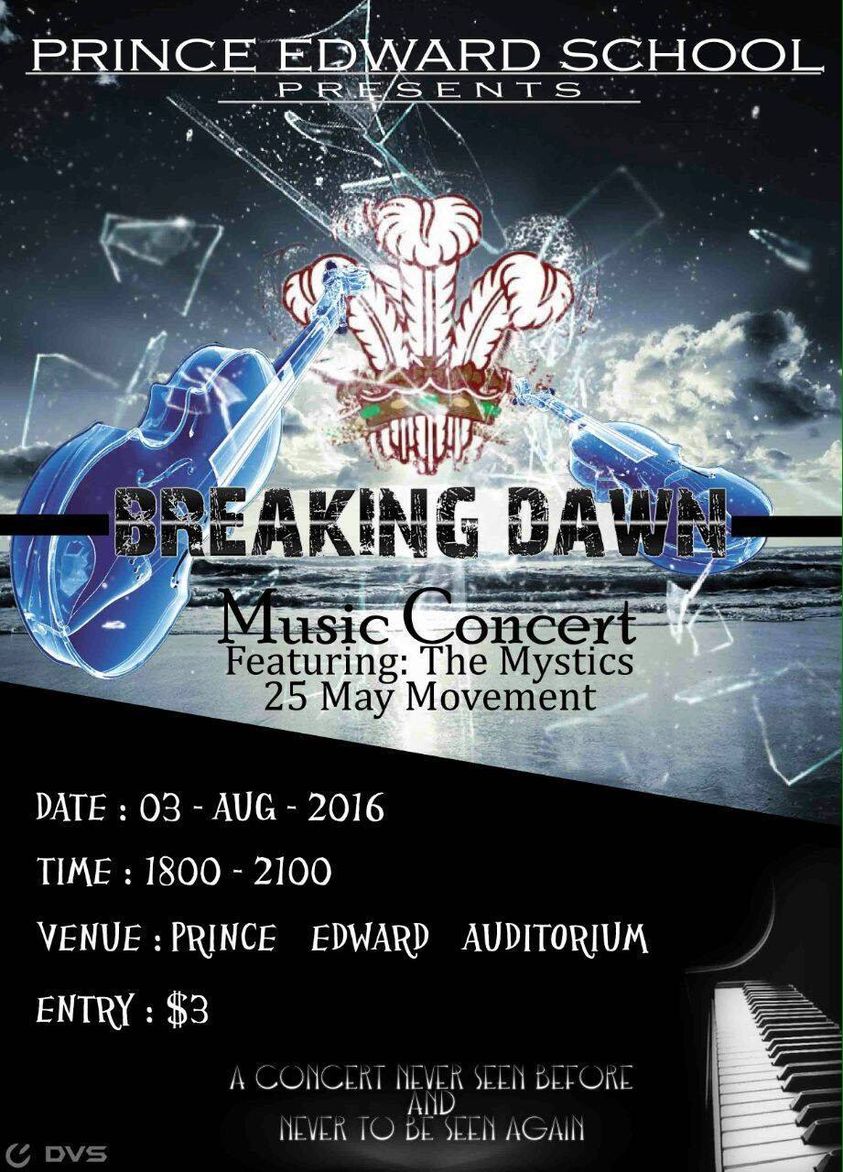 PRINCE EDWARD SCHOOL
PRESENTS
BREAKING DAWN
Music Concert
Featuring: The Mystics
25 May Movement
DATE : 03 - AUG - 2016
TIME : 1800 - 2100
VENUE : PRINCE EDWARD AUDITORIUM
ENTRY : $3
A CONCERT NEVER SEEN BEFORE
AND
NEVER TO BE SEEN AGAIN
DVS